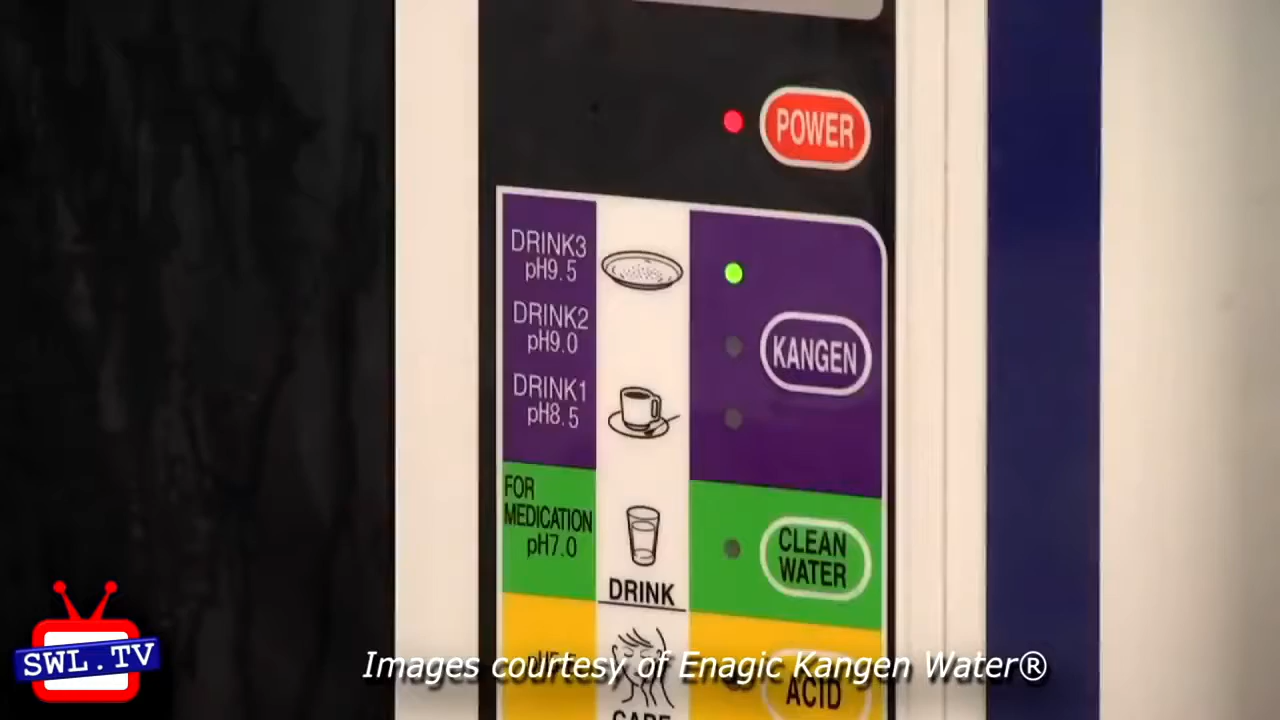 POWER
DRINK3
pH9.5
DRINK2
pH9.0
KANGEN
DRINK1
pH8.5
FOR
MEDICATION
pH7.0
CLEAN
WATER
DRINK
ACID
SWL.TV
Images courtesy of Enagic Kangen Water®